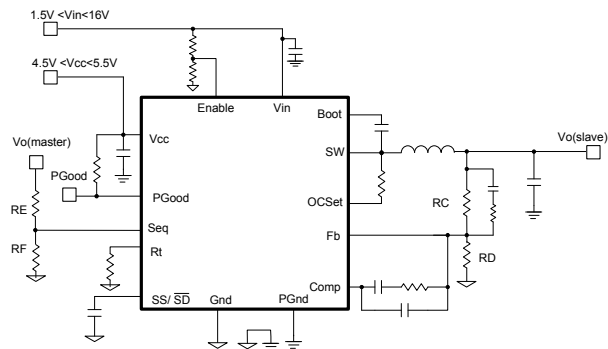 1.5V <Vin<16V
4.5V <Vcc<5.5V
Enable
Vin
Boot
Vcc
Vo(master)
SW
Vo(slave)
PGood
PGood
OCSet
RC
RE
Seq
Fb
RF
Rt
RD
Comp
SS/ SD
Gnd
PGnd